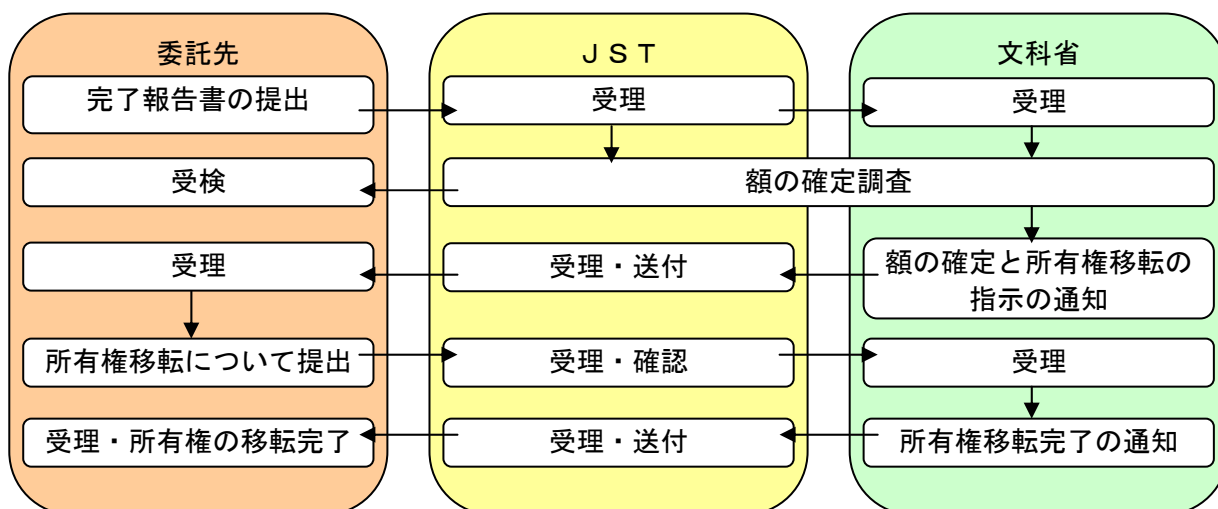 委託先
ＪＳＴ
文科省
完了報告書の提出
受理
受理
受検
額の確定調査
受理
受理・送付
額の確定と所有権移転の
指示の通知
所有権移転について提出
受理・確認
受理
受理・所有権の移転完了
受理・送付
所有権移転完了の通知